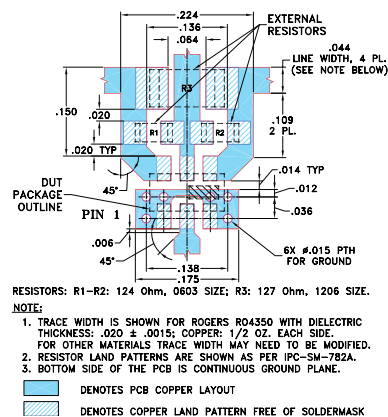 .224
.136
.064
EXTERNAL
RESISTORS
.044
LINE WIDTH, 4 PL.
(SEE NOTE BELOW)
R3
.150
.020
R1
R2
.109
2 PL.
.020 TYP
.014 TYP
45°
DUT
PACKAGE
OUTLINE
.012
PIN 1
.036
.006
45°
6X ø.015 PTH
FOR GROUND
.138
.175
RESISTORS: R1-R2: 124 Ohm, 0603 SIZE; R3: 127 Ohm, 1206 SIZE.
NOTE:
1. TRACE WIDTH IS SHOWN FOR ROGERS RO4350 WITH DIELECTRIC
THICKNESS: .020 ± .0015; COPPER: 1/2 OZ. EACH SIDE.
FOR OTHER MATERIALS TRACE WIDTH MAY NEED TO BE MODIFIED.
2. RESISTOR LAND PATTERNS ARE SHOWN AS PER IPC-SM-782A.
3. BOTTOM SIDE OF THE PCB IS CONTINUOUS GROUND PLANE.
DENOTES PCB COPPER LAYOUT
DENOTES COPPER LAND PATTERN FREE OF SOLDERMASK